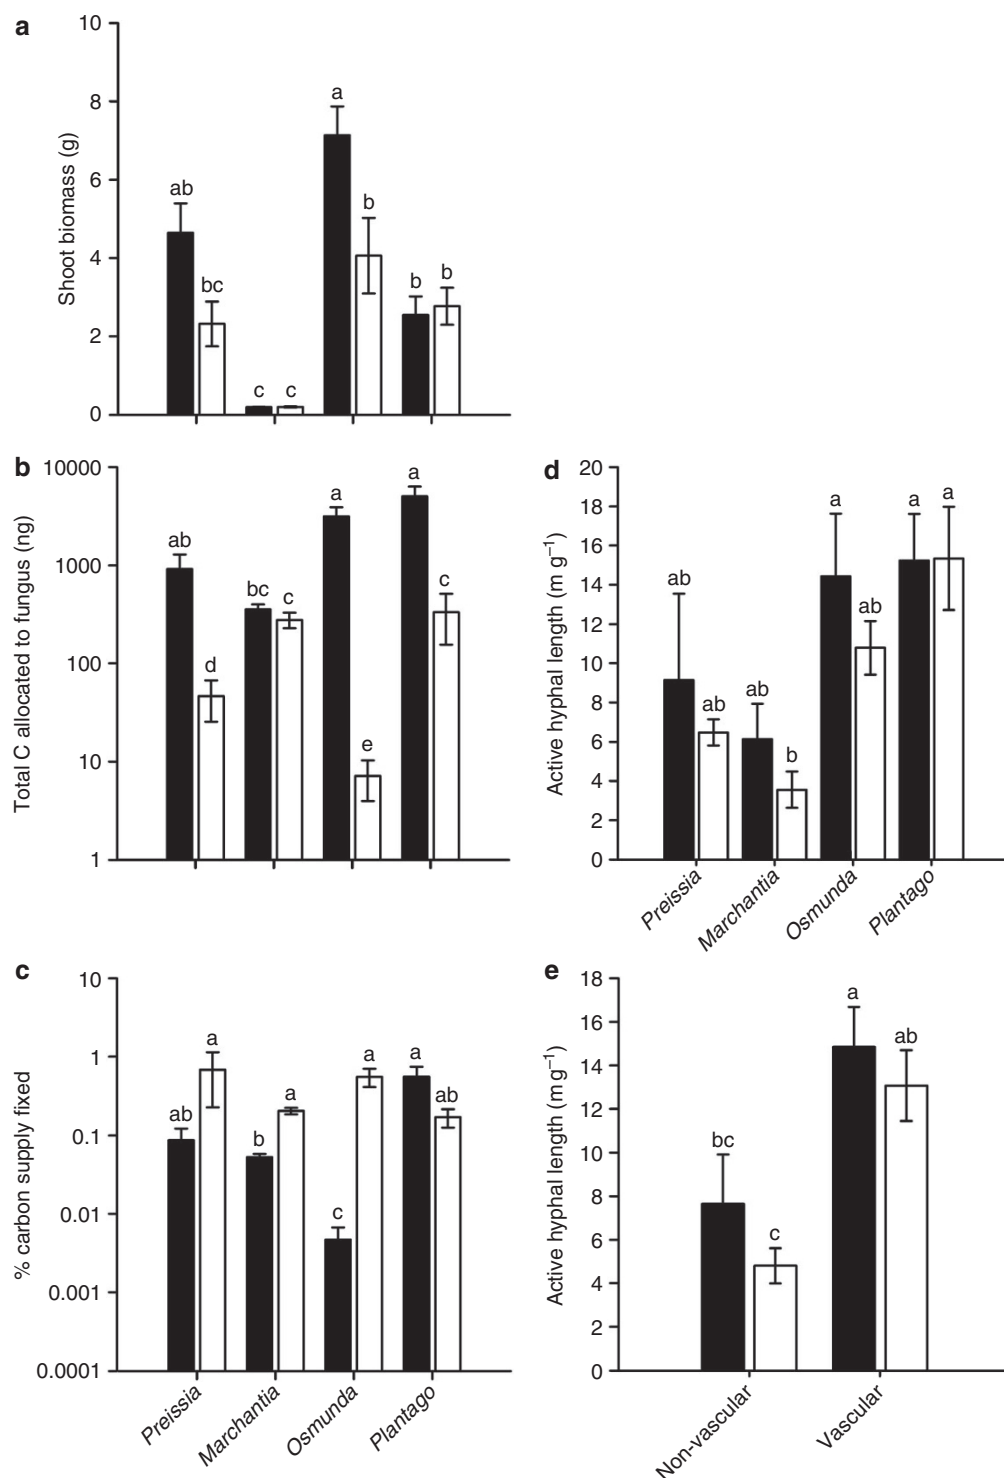 a
Shoot biomass (g)
10
8
6
4
2
0
ab
bc
c
c
a
b
b
b
b
Total C allocated to fungus (ng)
10000
1000
100
10
1
ab
d
bc
c
a
e
a
c
c
% carbon supply fixed
10
1
0.1
0.01
0.001
0.0001
ab
a
b
a
c
a
a
ab
Preissia
Marchantia
Osmunda
Plantago
d
Active hyphal length (m g⁻¹)
20
18
16
14
12
10
8
6
4
2
0
ab
ab
ab
b
a
ab
a
a
Preissia
Marchantia
Osmunda
Plantago
e
Active hyphal length (m g⁻¹)
18
16
14
12
10
8
6
4
2
0
bc
c
a
ab
Non-vascular
Vascular